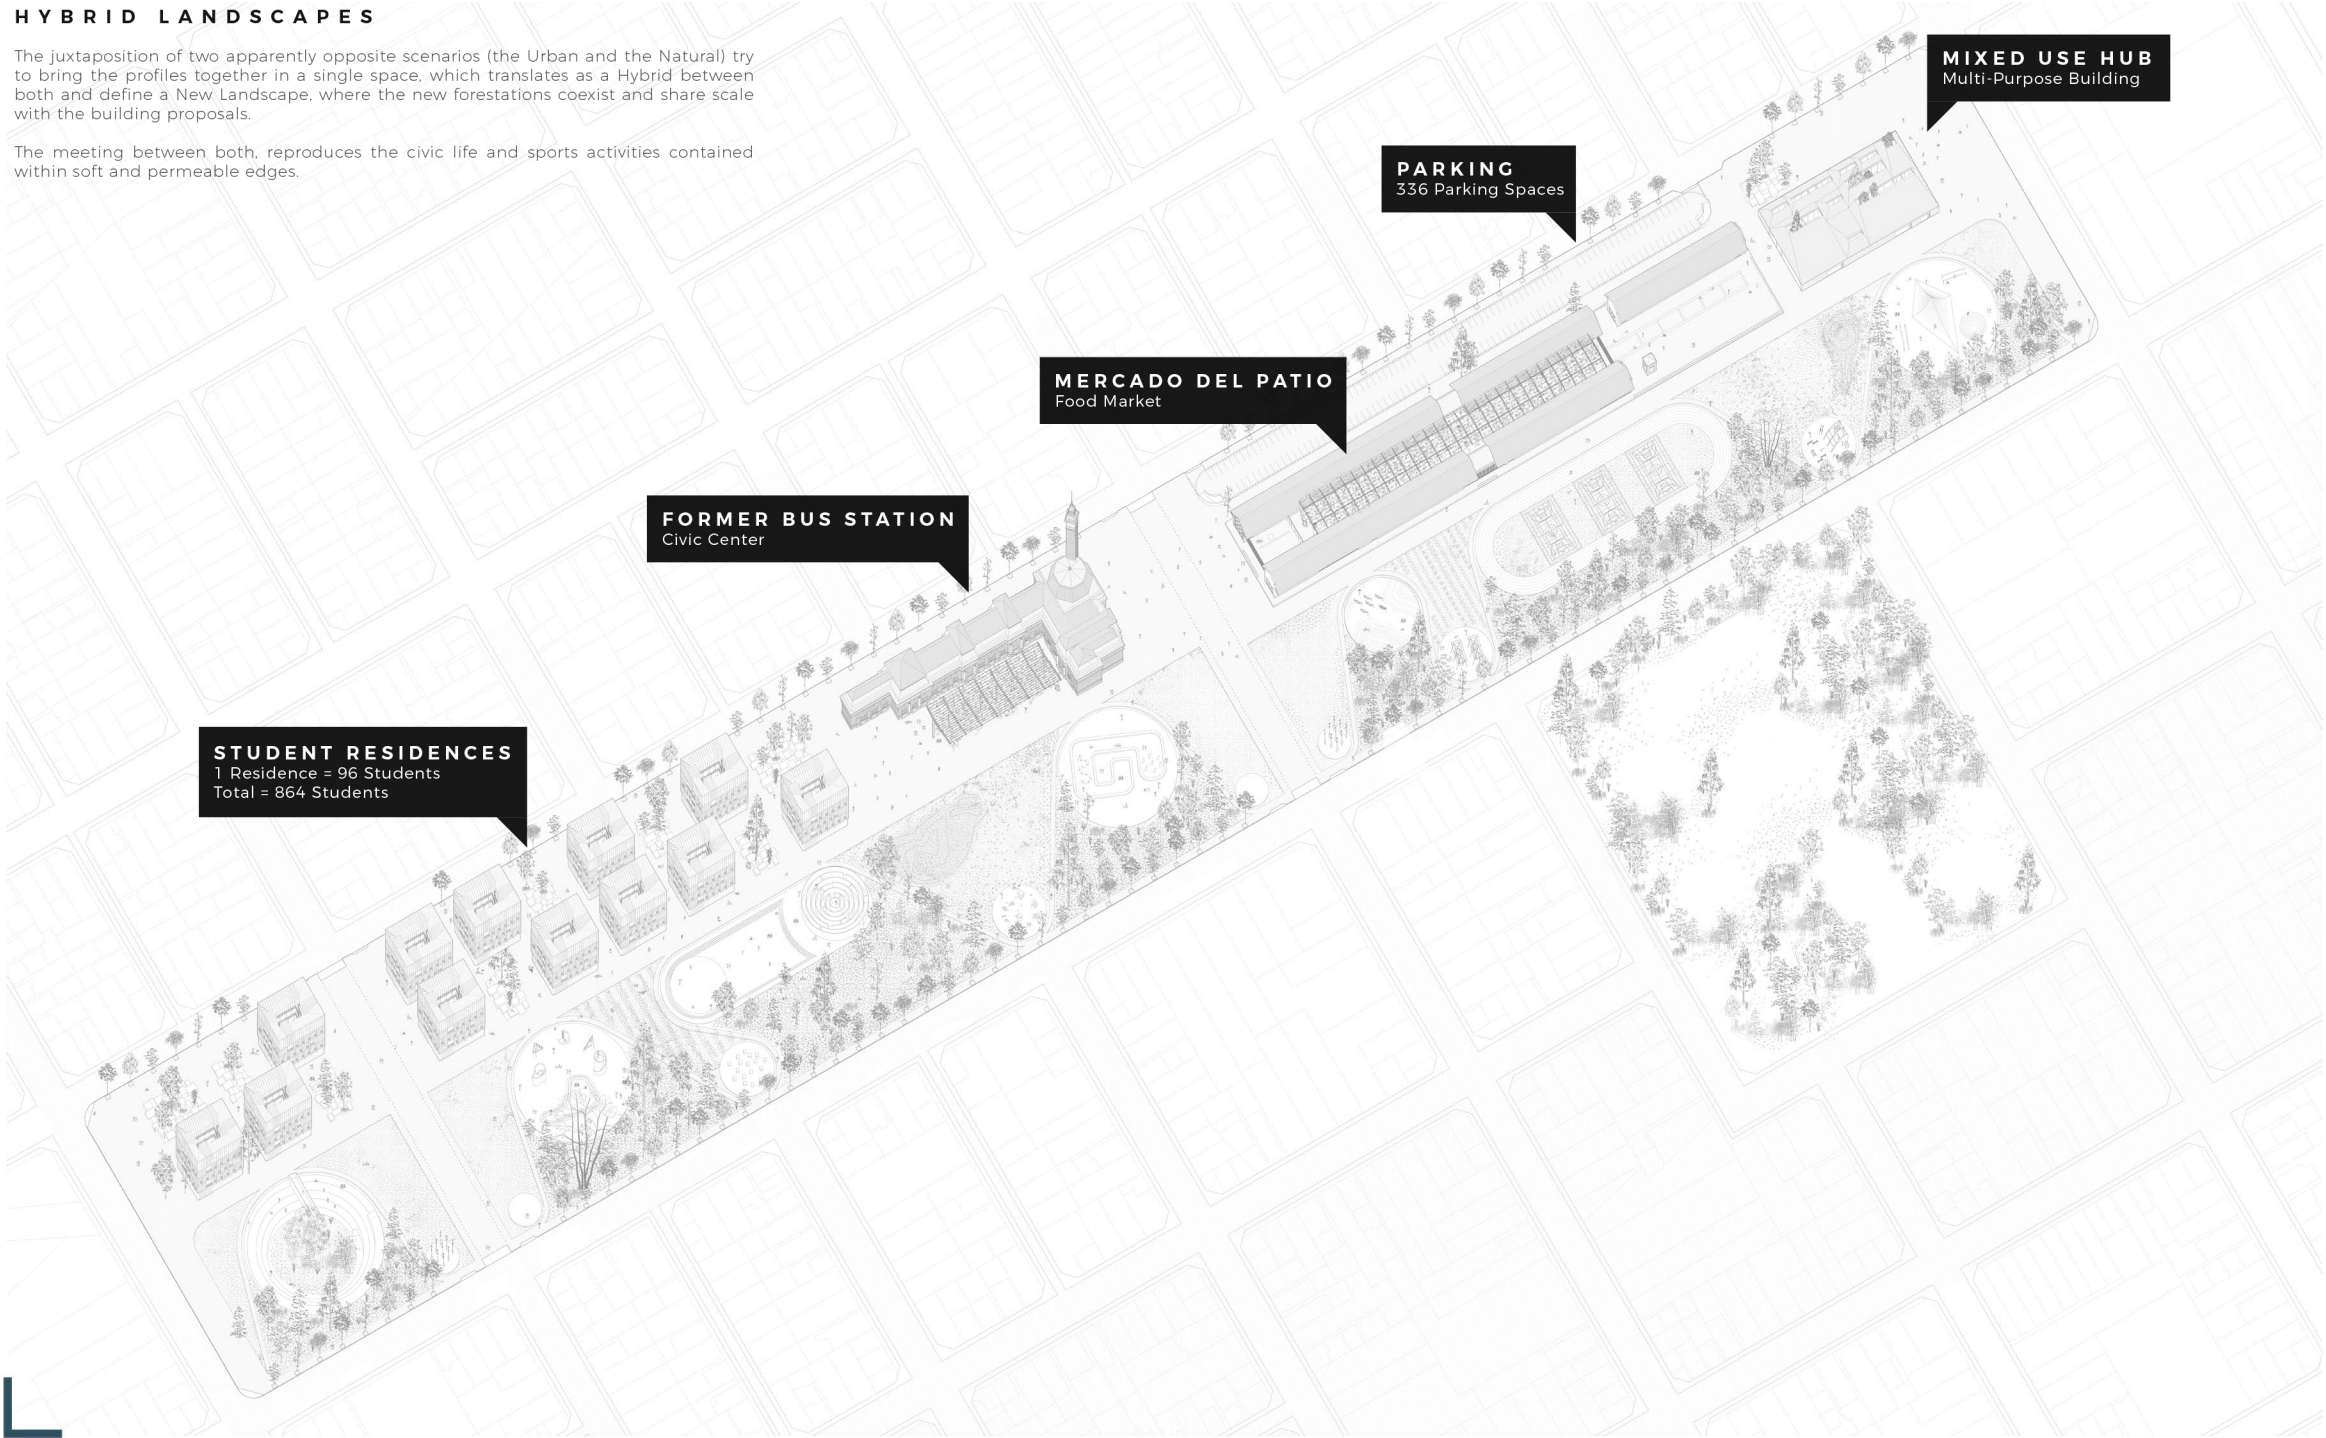 HYBRID LANDSCAPES
The juxtaposition of two apparently opposite scenarios (the Urban and the Natural) try
to bring the profiles together in a single space, which translates as a Hybrid between
both and define a New Landscape, where the new forestations coexist and share scale
with the building proposals.
The meeting between both, reproduces the civic life and sports activities contained
within soft and permeable edges.
MIXED USE HUB
Multi-Purpose Building
PARKING
336 Parking Spaces
MERCADO DEL PATIO
Food Market
FORMER BUS STATION
Civic Center
STUDENT RESIDENCES
1 Residence = 96 Students
Total = 864 Students